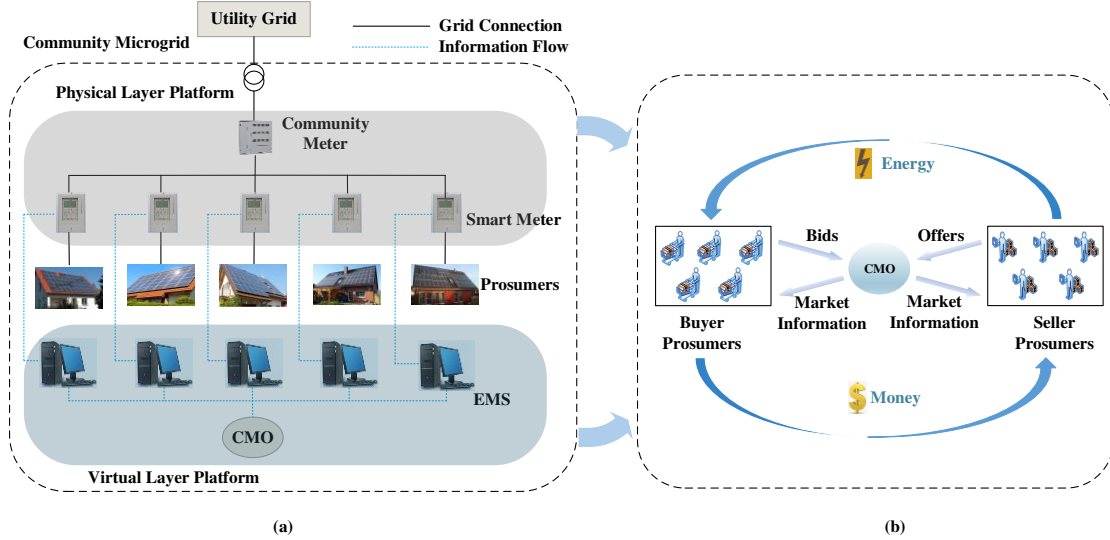 Utility Grid
Grid Connection
Information Flow
Community Microgrid
Physical Layer Platform
Community
Meter
Smart Meter
Prosumers
EMS
CMO
Virtual Layer Platform
(a)
Energy
Bids
Offers
CMO
Market
Information
Market
Information
Buyer
Prosumers
Seller
Prosumers
$
Money
(b)